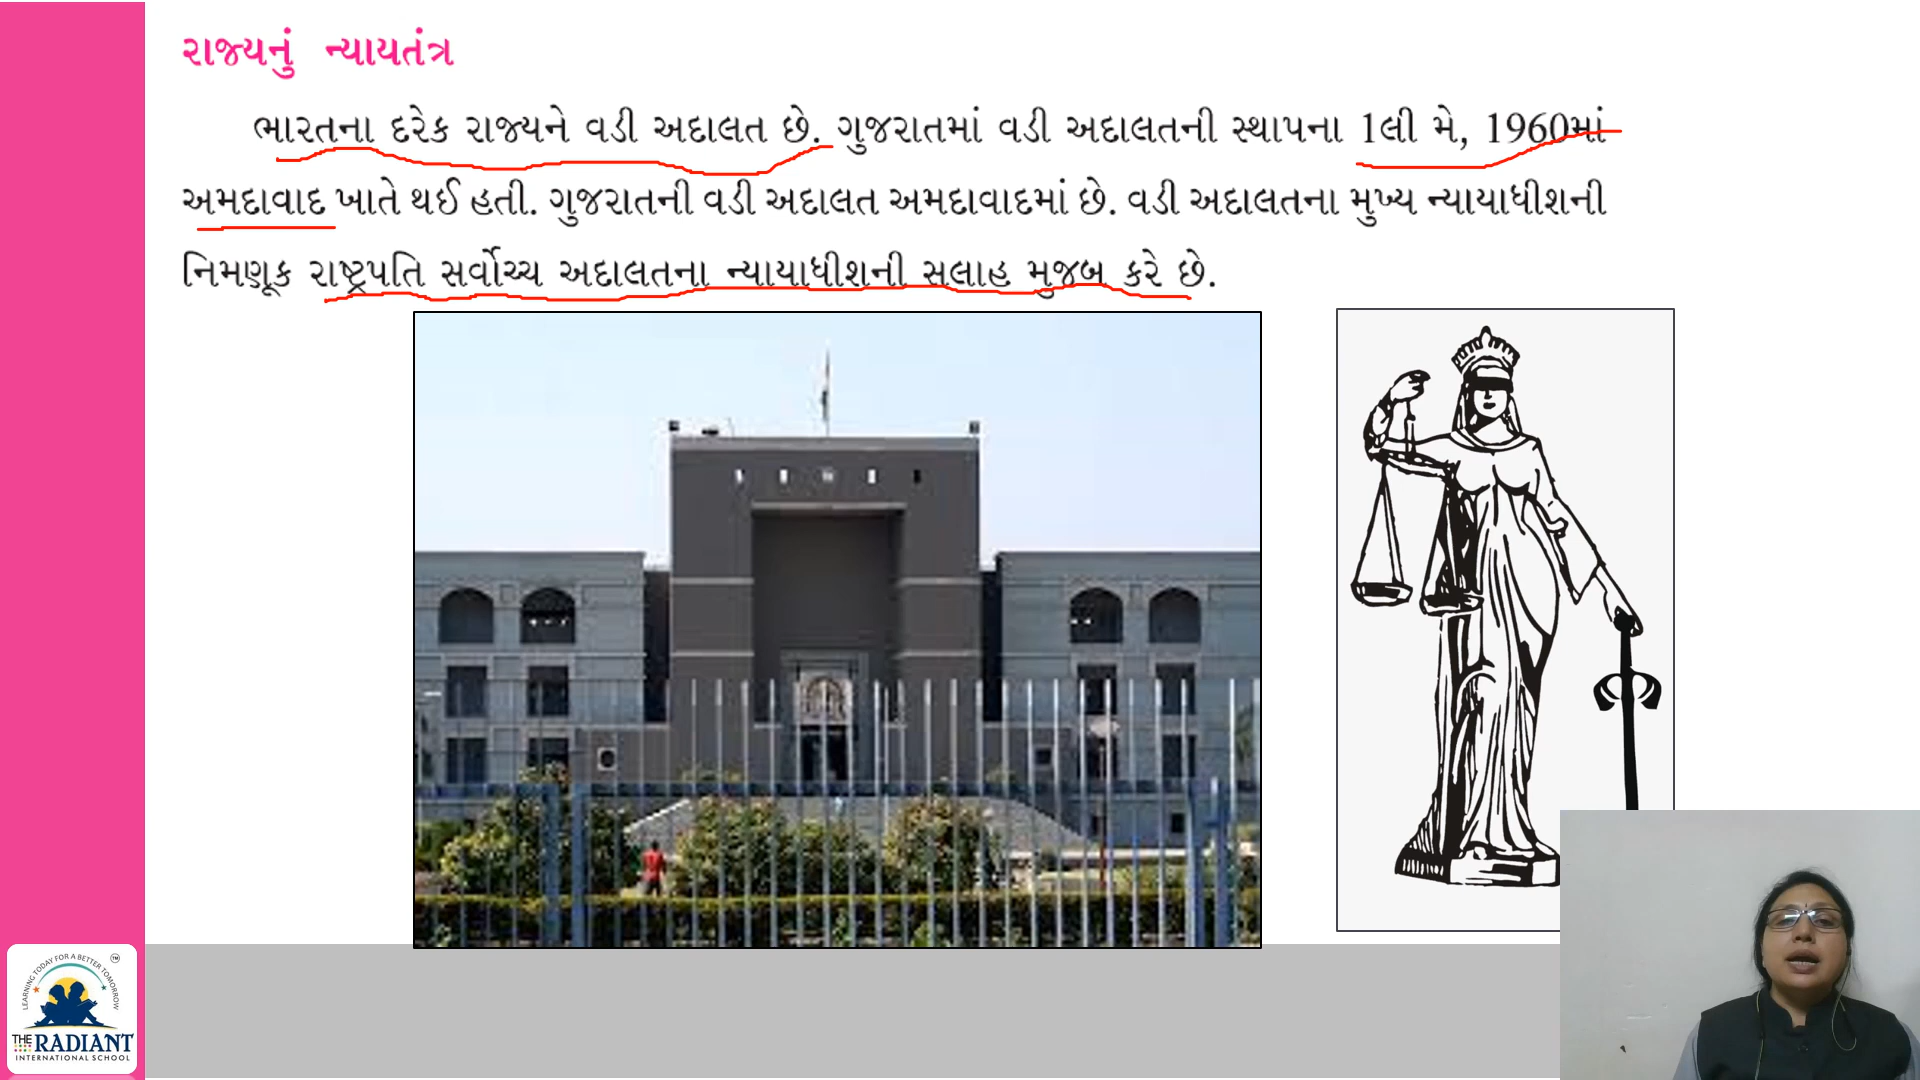 રાજ્યનું ન્યાયતંત્ર
ભારતના દરેક રાજ્યને વડી અદાલત છે. ગુજરાતમાં વડી અદાલતની સ્થાપના 1લી મે, 1960માં
અમદાવાદ ખાતે થઈ હતી. ગુજરાતની વડી અદાલત અમદાવાદમાં છે. વડી અદાલતના મુખ્ય ન્યાયાધીશની
નિમણૂક રાષ્ટ્રપતિ સર્વોચ્ચ અદાલતના ન્યાયાધીશની સલાહ મુજબ કરે છે.
LEARNING TODAY FOR A BETTER TOMORROW
TM
THE RADIANT
INTERNATIONAL SCHOOL